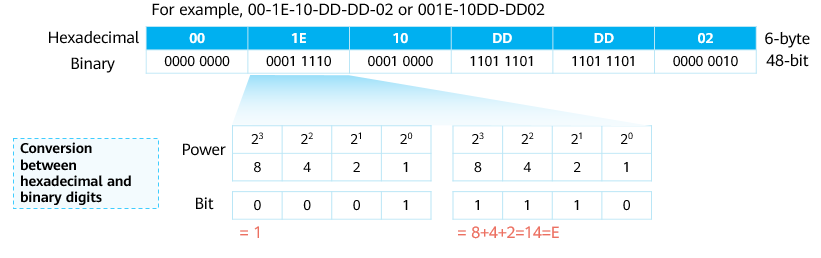 For example, 00-1E-10-DD-DD-02 or 001E-10DD-DD02
Hexadecimal 00 1E 10 DD DD 02 6-byte
Binary 0000 0000 0001 1110 0001 0000 1101 1101 1101 1101 0000 0010 48-bit
Conversion between hexadecimal and binary digits
Power 2³ 2² 2¹ 2⁰ 2³ 2² 2¹ 2⁰
8 4 2 1 8 4 2 1
Bit 0 0 0 1 1 1 1 0
= 1 = 8+4+2=14=E